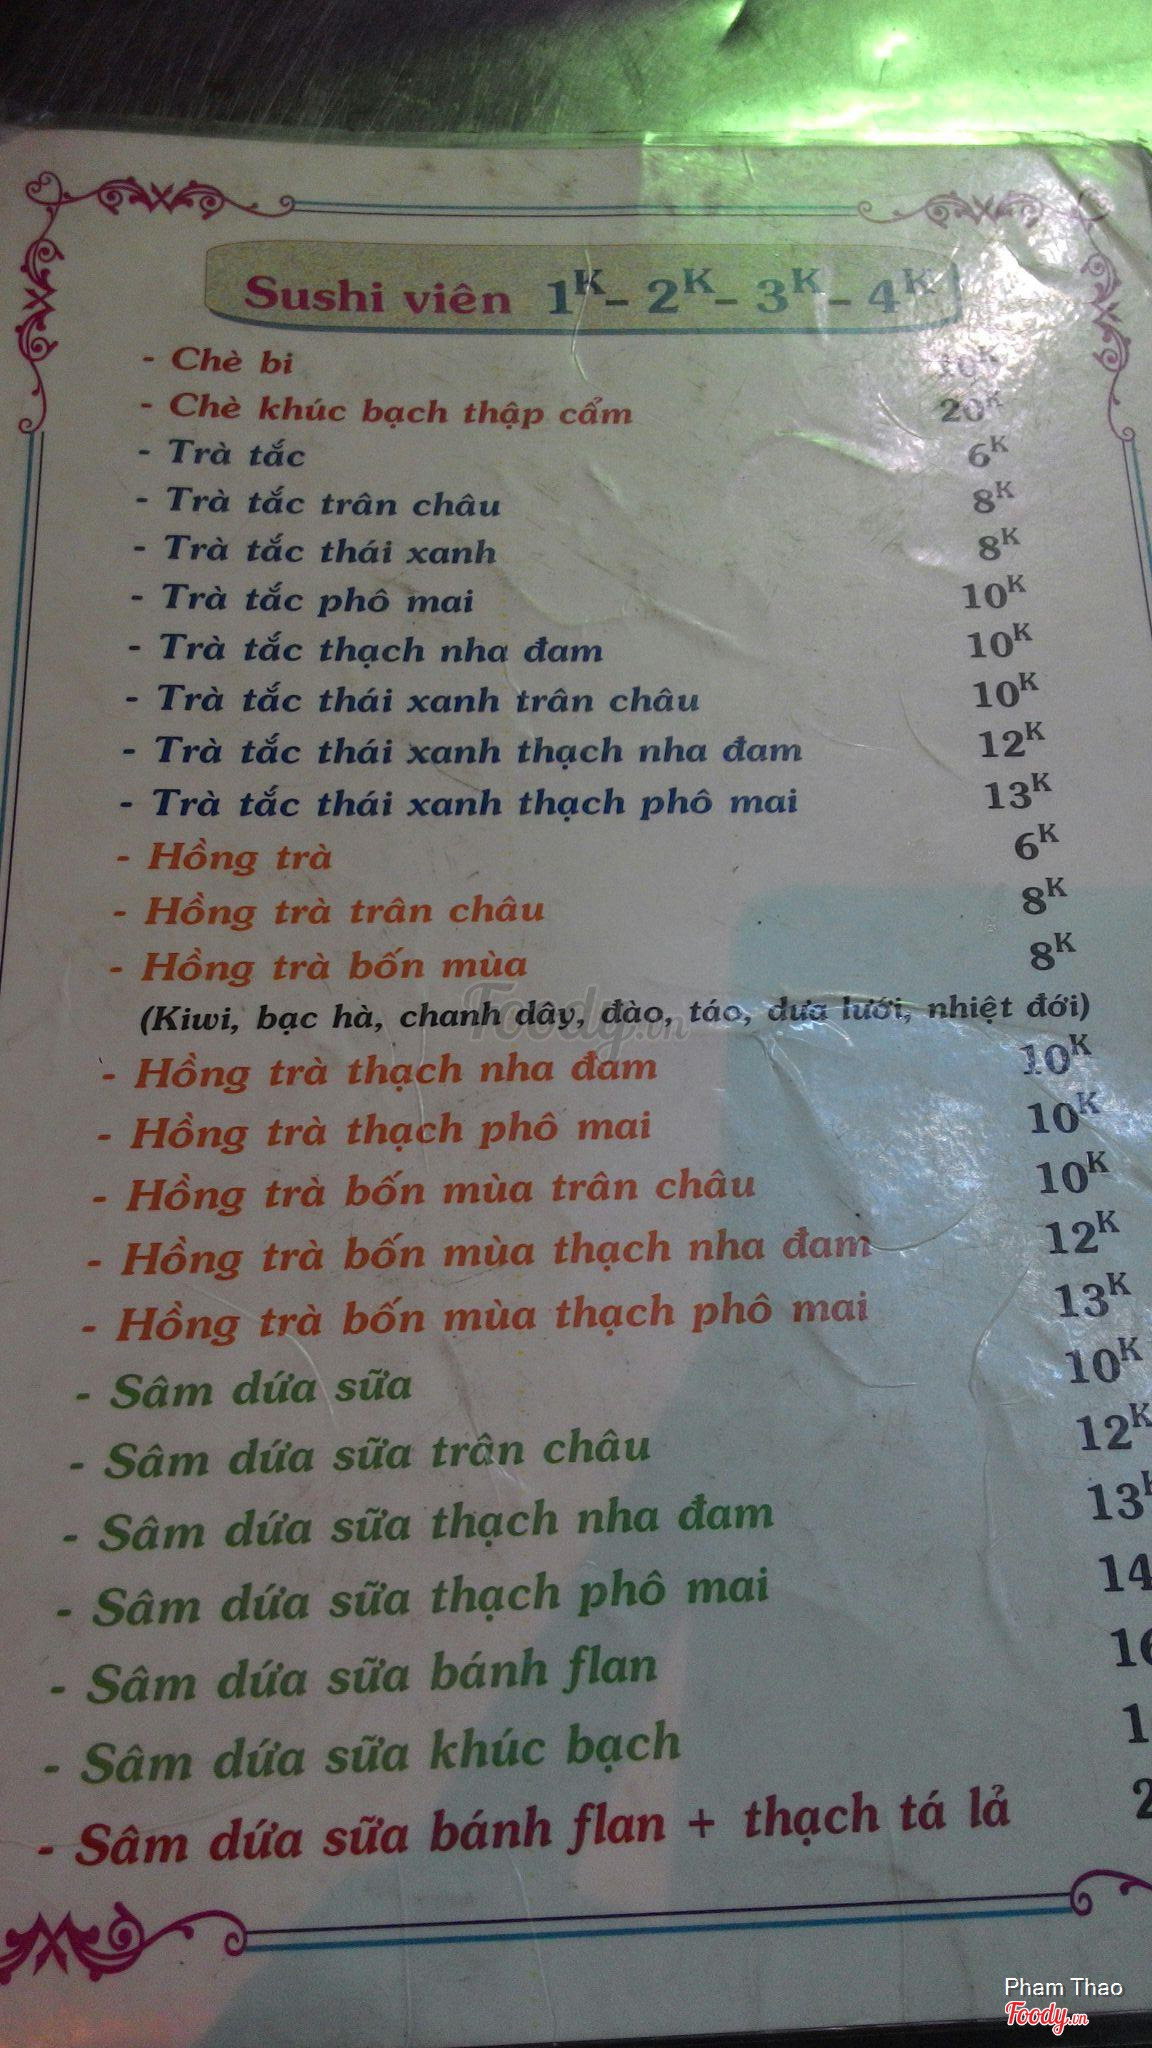 Sushi viên 1K - 2K - 3K - 4K
- Chè bi 10K
- Chè khúc bạch thập cẩm 20K
- Trà tắc 6K
- Trà tắc trân châu 8K
- Trà tắc thái xanh 8K
- Trà tắc phô mai 10K
- Trà tắc thạch nha đam 10K
- Trà tắc thái xanh trân châu 10K
- Trà tắc thái xanh thạch nha đam 12K
- Trà tắc thái xanh thạch phô mai 13K
- Hồng trà 6K
- Hồng trà trân châu 8K
- Hồng trà bốn mùa 8K
(Kiwi, bạc hà, chanh dây, đào, táo, dưa lưới, nhiệt đới)
- Hồng trà thạch nha đam 10K
- Hồng trà thạch phô mai 10K
- Hồng trà bốn mùa trân châu 10K
- Hồng trà bốn mùa thạch nha đam 12K
- Hồng trà bốn mùa thạch phô mai 13K
- Sâm dứa sữa 10K
- Sâm dứa sữa trân châu 12K
- Sâm dứa sữa thạch nha đam 13K
- Sâm dứa sữa thạch phô mai 14
- Sâm dứa sữa bánh flan 16
- Sâm dứa sữa khúc bạch
- Sâm dứa sữa bánh flan + thạch tá lả
Foody.vn
Pham Thao
Foody.vn